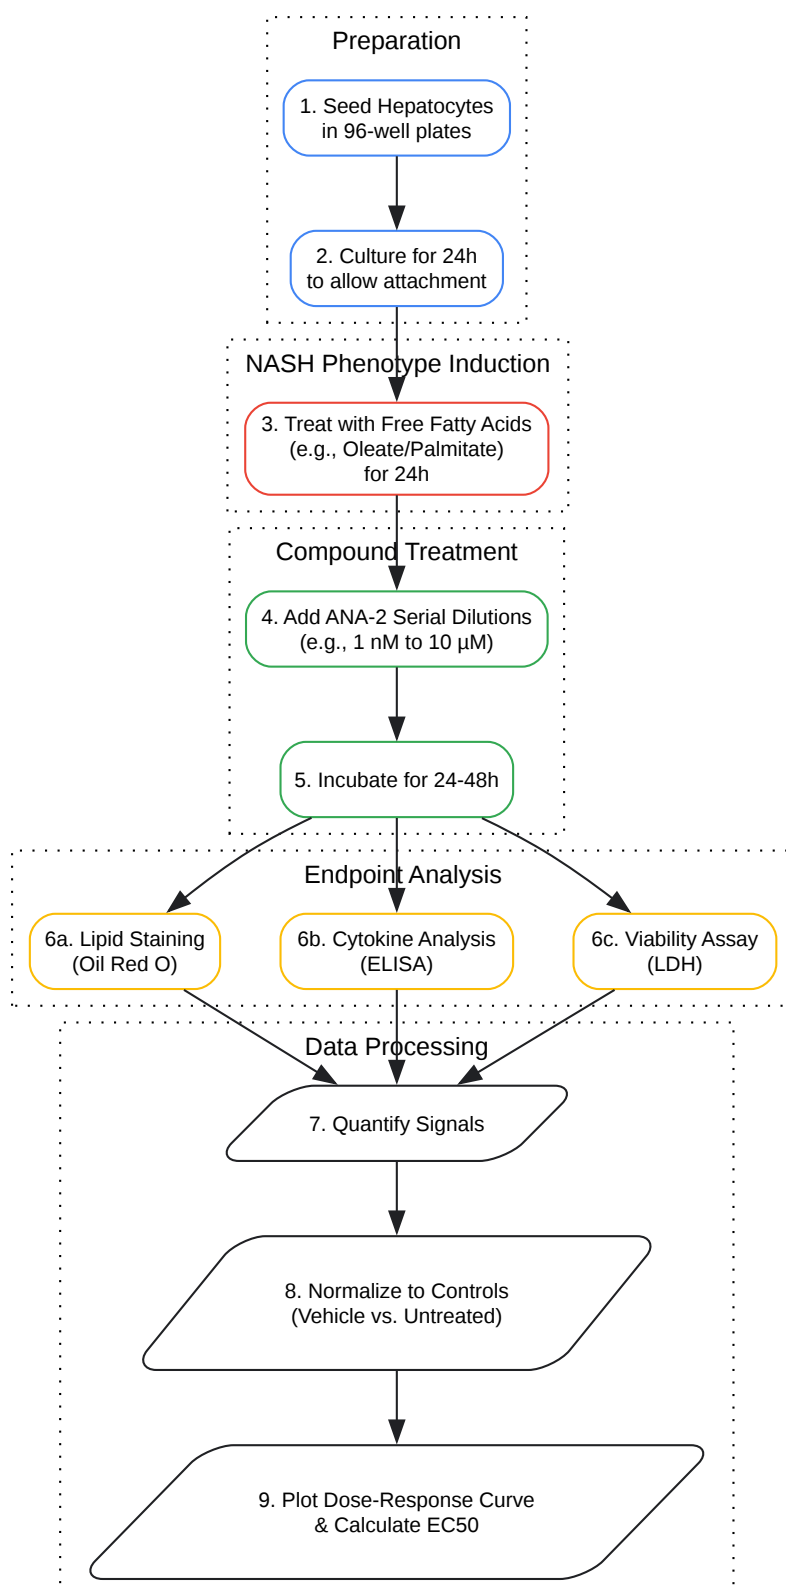 Preparation
1. Seed Hepatocytes
in 96-well plates
2. Culture for 24h
to allow attachment
NASH Phenotype Induction
3. Treat with Free Fatty Acids
(e.g., Oleate/Palmitate)
for 24h
Compound Treatment
4. Add ANA-2 Serial Dilutions
(e.g., 1 nM to 10 µM)
5. Incubate for 24-48h
Endpoint Analysis
6a. Lipid Staining
(Oil Red O)
6b. Cytokine Analysis
(ELISA)
6c. Viability Assay
(LDH)
Data Processing
7. Quantify Signals
8. Normalize to Controls
(Vehicle vs. Untreated)
9. Plot Dose-Response Curve
& Calculate EC50